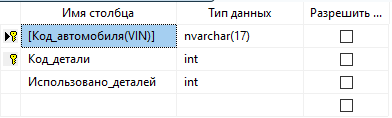 Имя столбца Тип данных Разрешить ...
[Код_автомобиля(VIN)] nvarchar(17)
Код_детали int
Использовано_деталей int